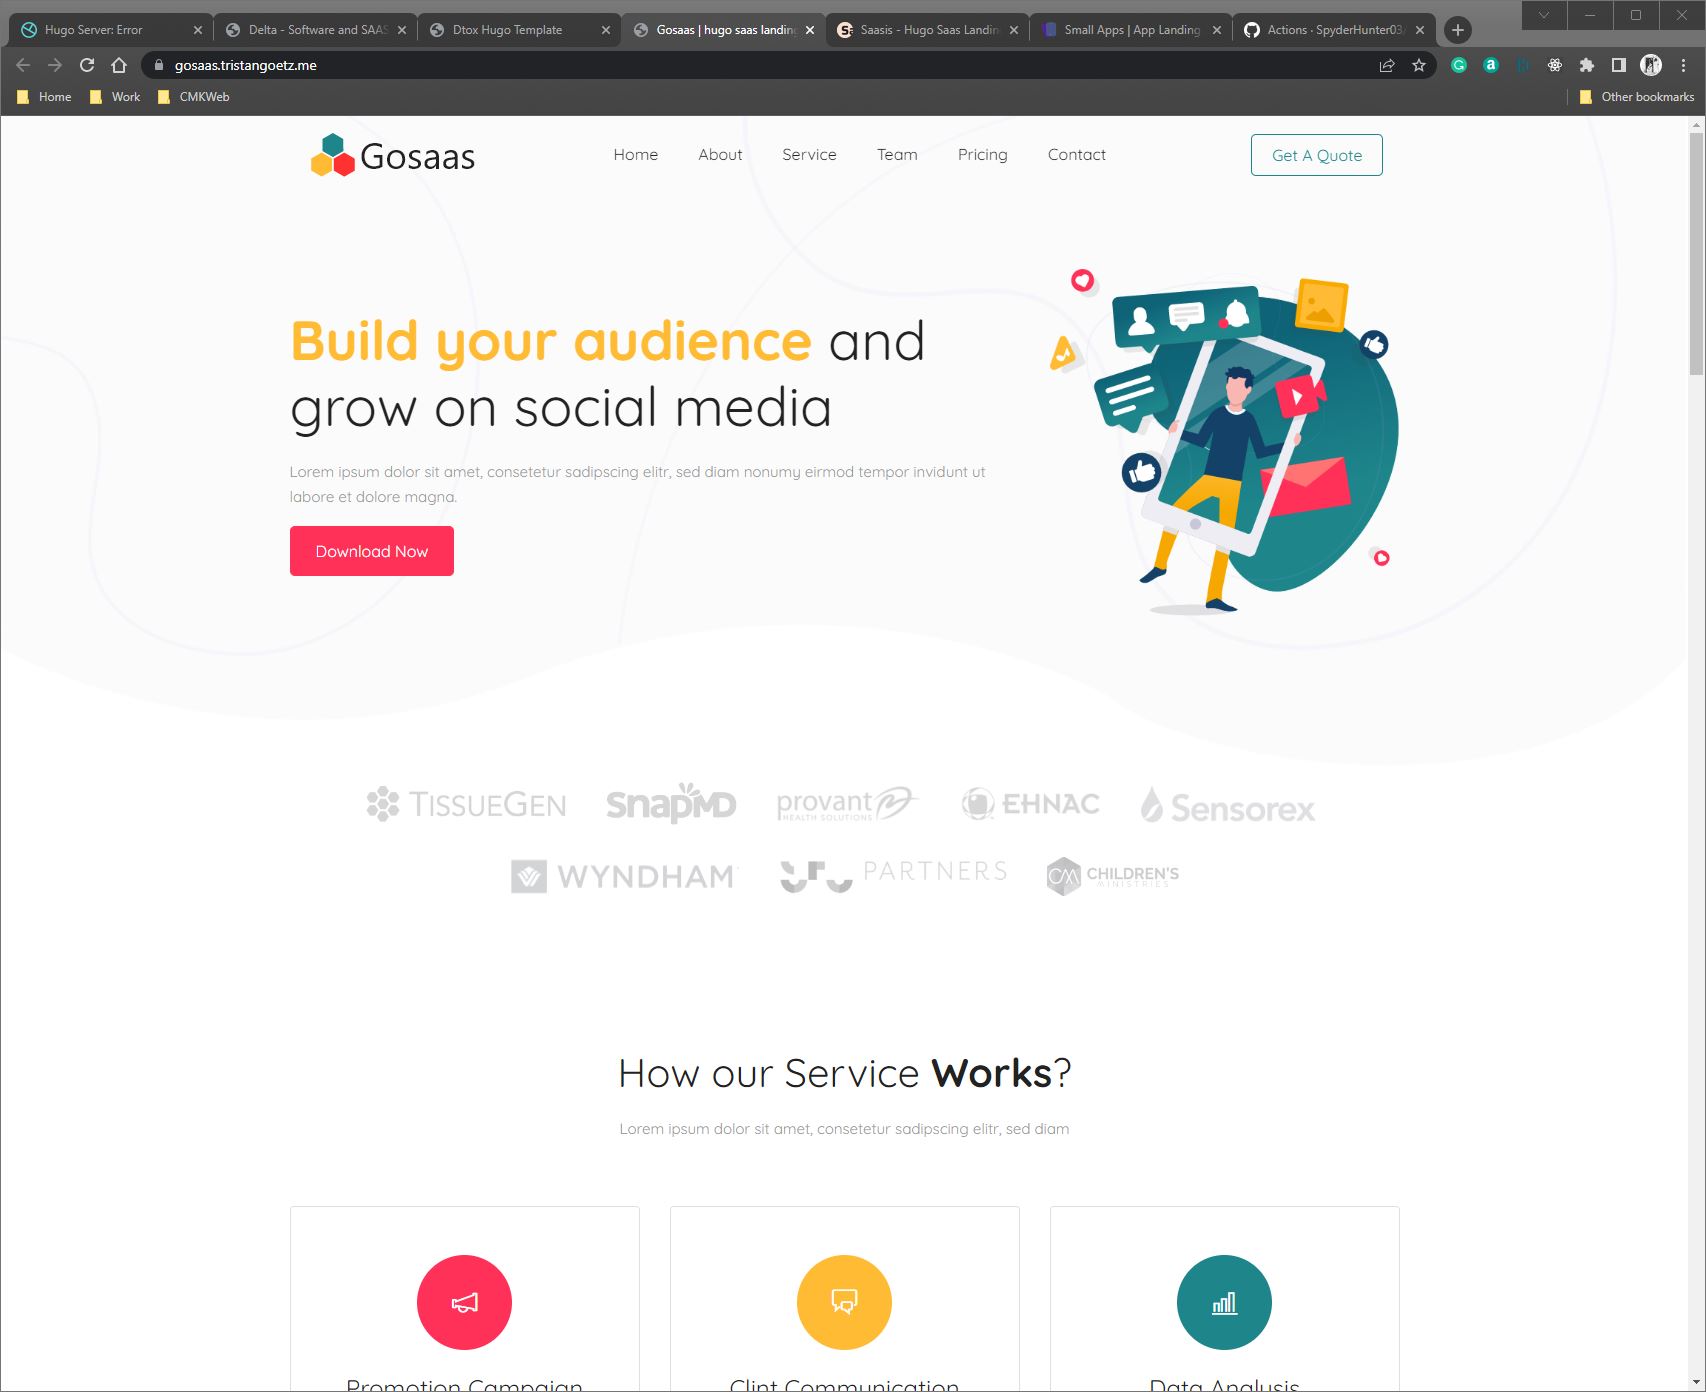 Hugo Server: Error
Delta - Software and SAAS
Dtox Hugo Template
Gosaas | hugo saas landing
Saasis - Hugo Saas Landin
Small Apps | App Landing
Actions · SpyderHunter03/
gosaas.tristangoetz.me
Home
Work
CMKWeb
Other bookmarks
Gosaas
Home
About
Service
Team
Pricing
Contact
Get A Quote
Build your audience and
grow on social media
Lorem ipsum dolor sit amet, consetetur sadipscing elitr, sed diam nonumy eirmod tempor invidunt ut
labore et dolore magna.
Download Now
TISSUEGEN
SnapMD
provant
HEALTH SOLUTIONS
EHNAC
Sensorex
WYNDHAM
PARTNERS
CM CHILDREN'S
MINISTRIES
How our Service Works?
Lorem ipsum dolor sit amet, consetetur sadipscing elitr, sed diam
Promotion Campaign
Clint Communication
Data Analysis